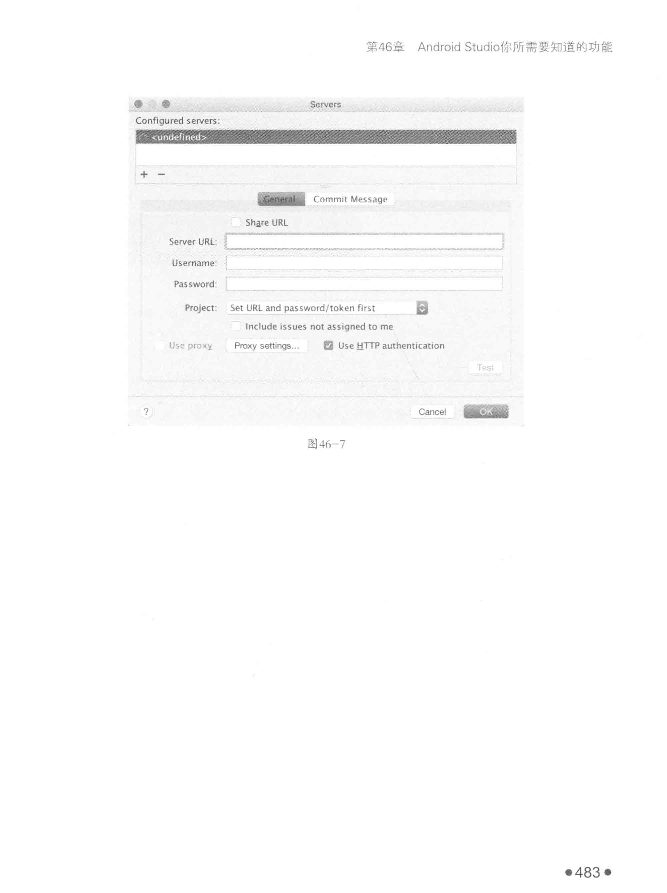 第46章 Android Studio你所需要知道的功能
Servers
Configured servers:
<undefined>
+ −
General Commit Message
Share URL
Server URL:
Username:
Password:
Project: Set URL and password/token first
Include issues not assigned to me
Use proxy Proxy settings... Use HTTP authentication
Test
? Cancel OK
图46-7
●483●